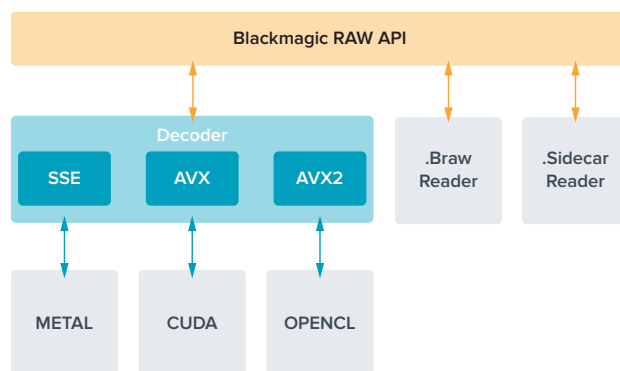 Blackmagic RAW API
Decoder
SSE
AVX
AVX2
.Braw
Reader
.Sidecar
Reader
METAL
CUDA
OPENCL